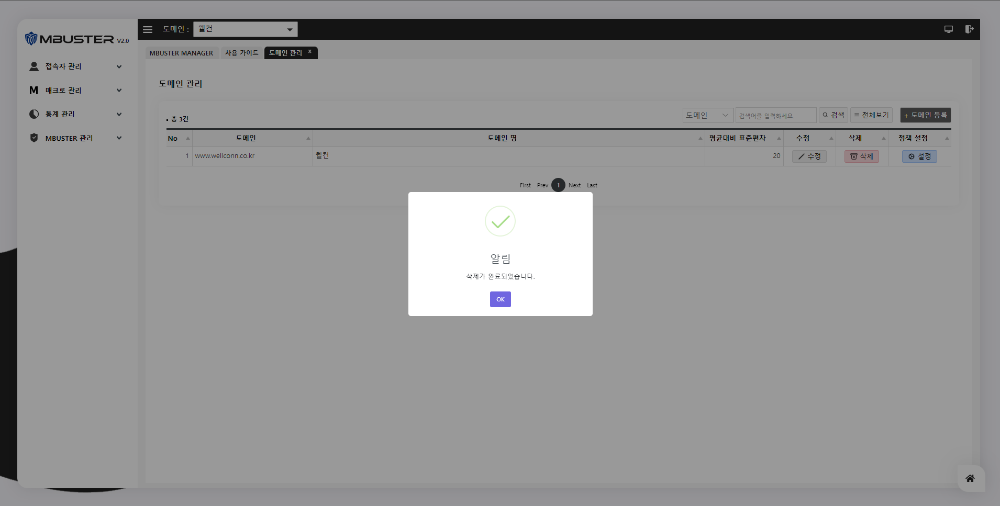 MBUSTER V2.0
도메인 : 웰컨
MBUSTER MANAGER 사용 가이드 도메인 관리 x
접속자 관리
M 매크로 관리
통계 관리
MBUSTER 관리
도메인 관리
총 3건
도메인 검색어를 입력하세요. 검색 전체보기 + 도메인 등록
No 도메인 도메인 명 평균대비 표준편차 수정 삭제 정책 설정
1 www.wellconn.co.kr 웰컨 20 수정 삭제 설정
First Prev 1 Next Last
알림
삭제가 완료되었습니다.
OK